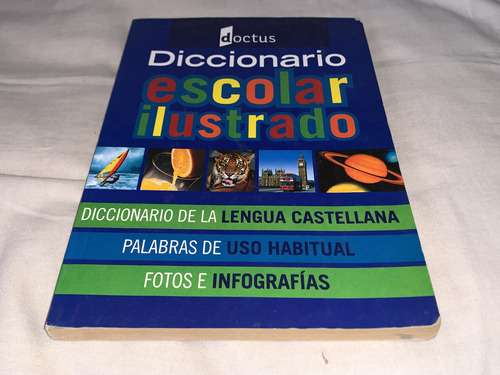 doctus
Diccionario
escolar
ilustrado
DICCIONARIO DE LA LENGUA CASTELLANA
PALABRAS DE USO HABITUAL
FOTOS E INFOGRAFÍAS